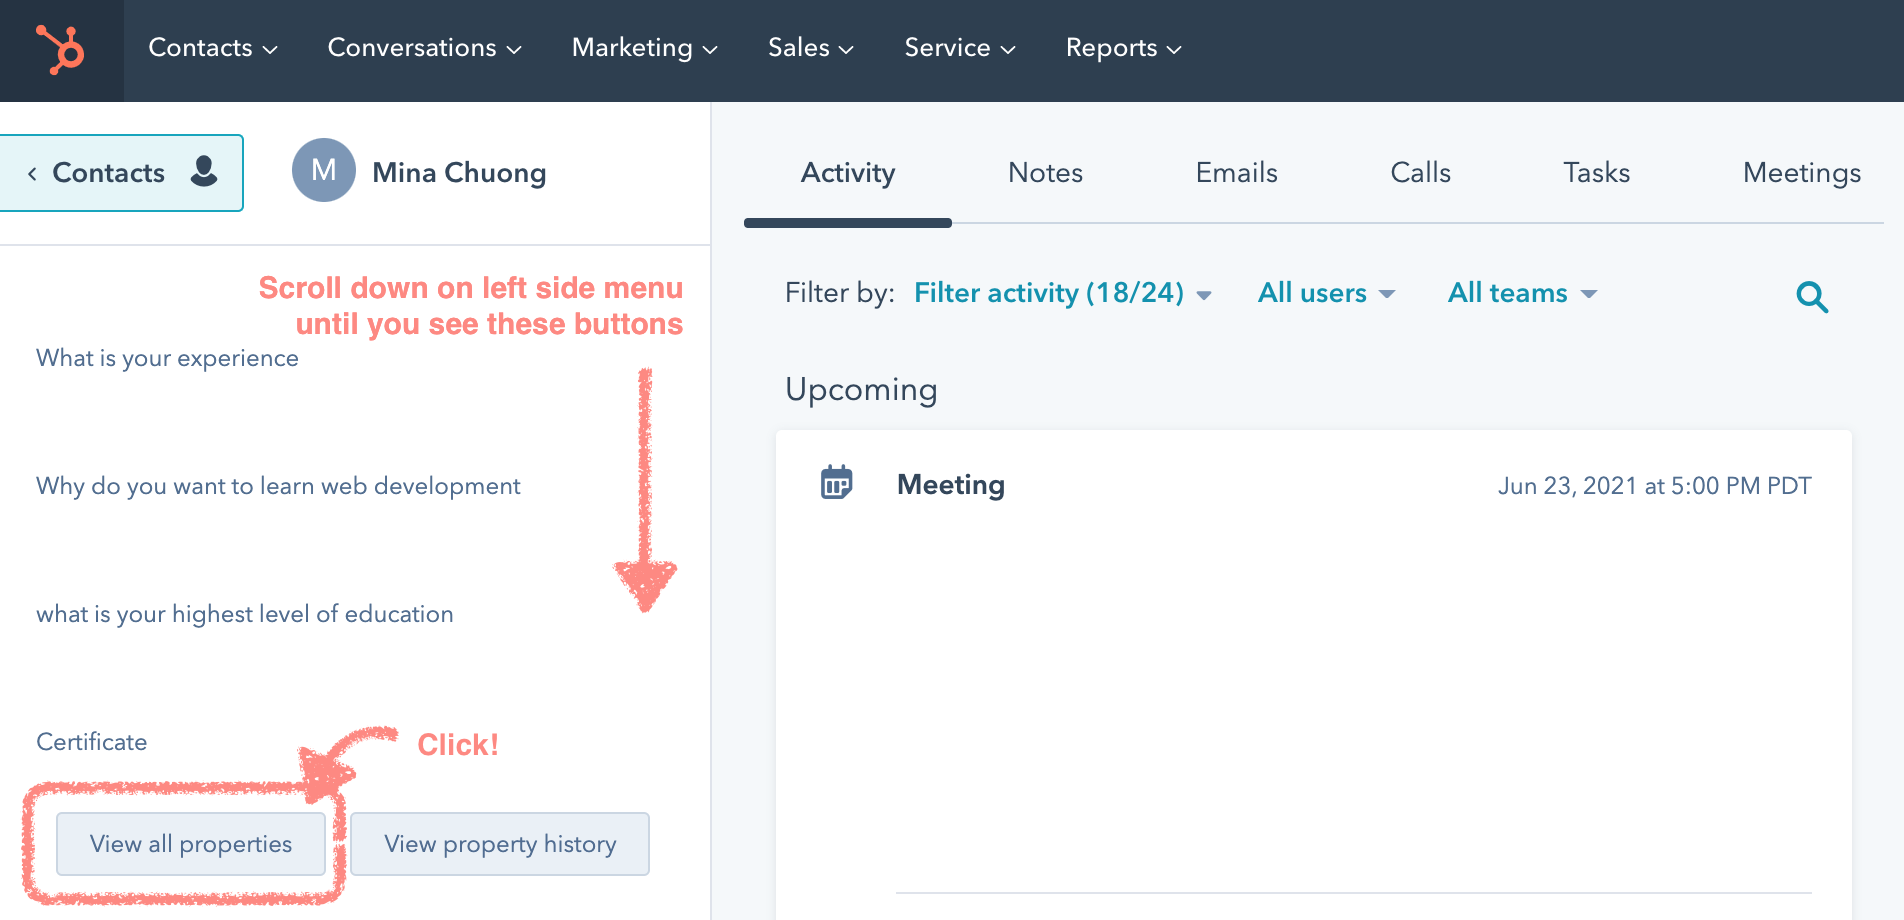 Contacts Conversations Marketing Sales Service Reports
Contacts
M Mina Chuong
Scroll down on left side menu
until you see these buttons
What is your experience
Why do you want to learn web development
what is your highest level of education
Certificate
Click!
View all properties View property history
Activity Notes Emails Calls Tasks Meetings
Filter by: Filter activity (18/24) All users All teams
Upcoming
Meeting Jun 23, 2021 at 5:00 PM PDT